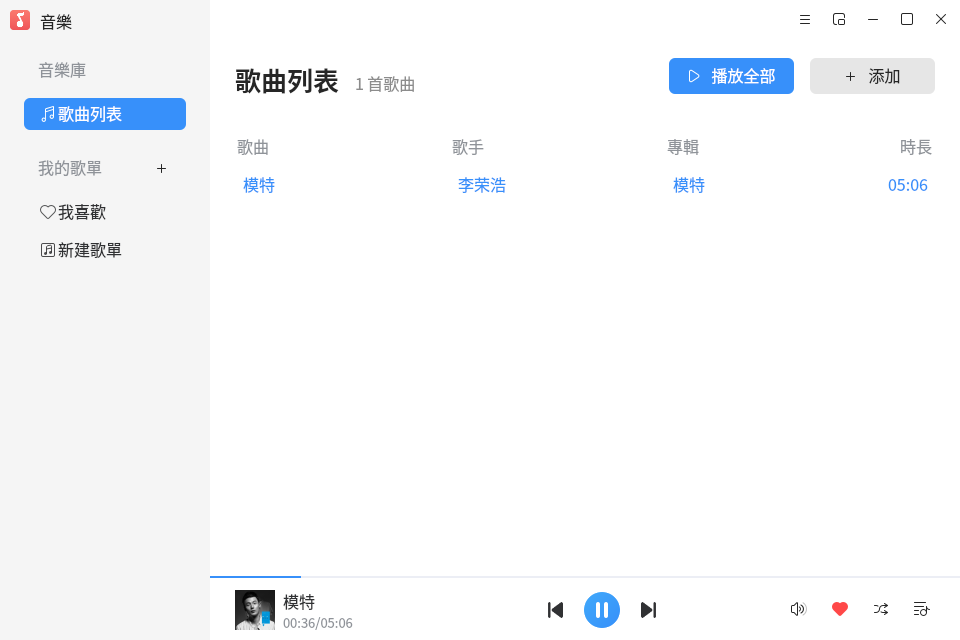 音樂
音樂庫
歌曲列表
我的歌單
我喜歡
新建歌單
歌曲列表 1 首歌曲
播放全部
添加
歌曲 歌手 專輯 時長
模特 李荣浩 模特 05:06
模特
00:36/05:06